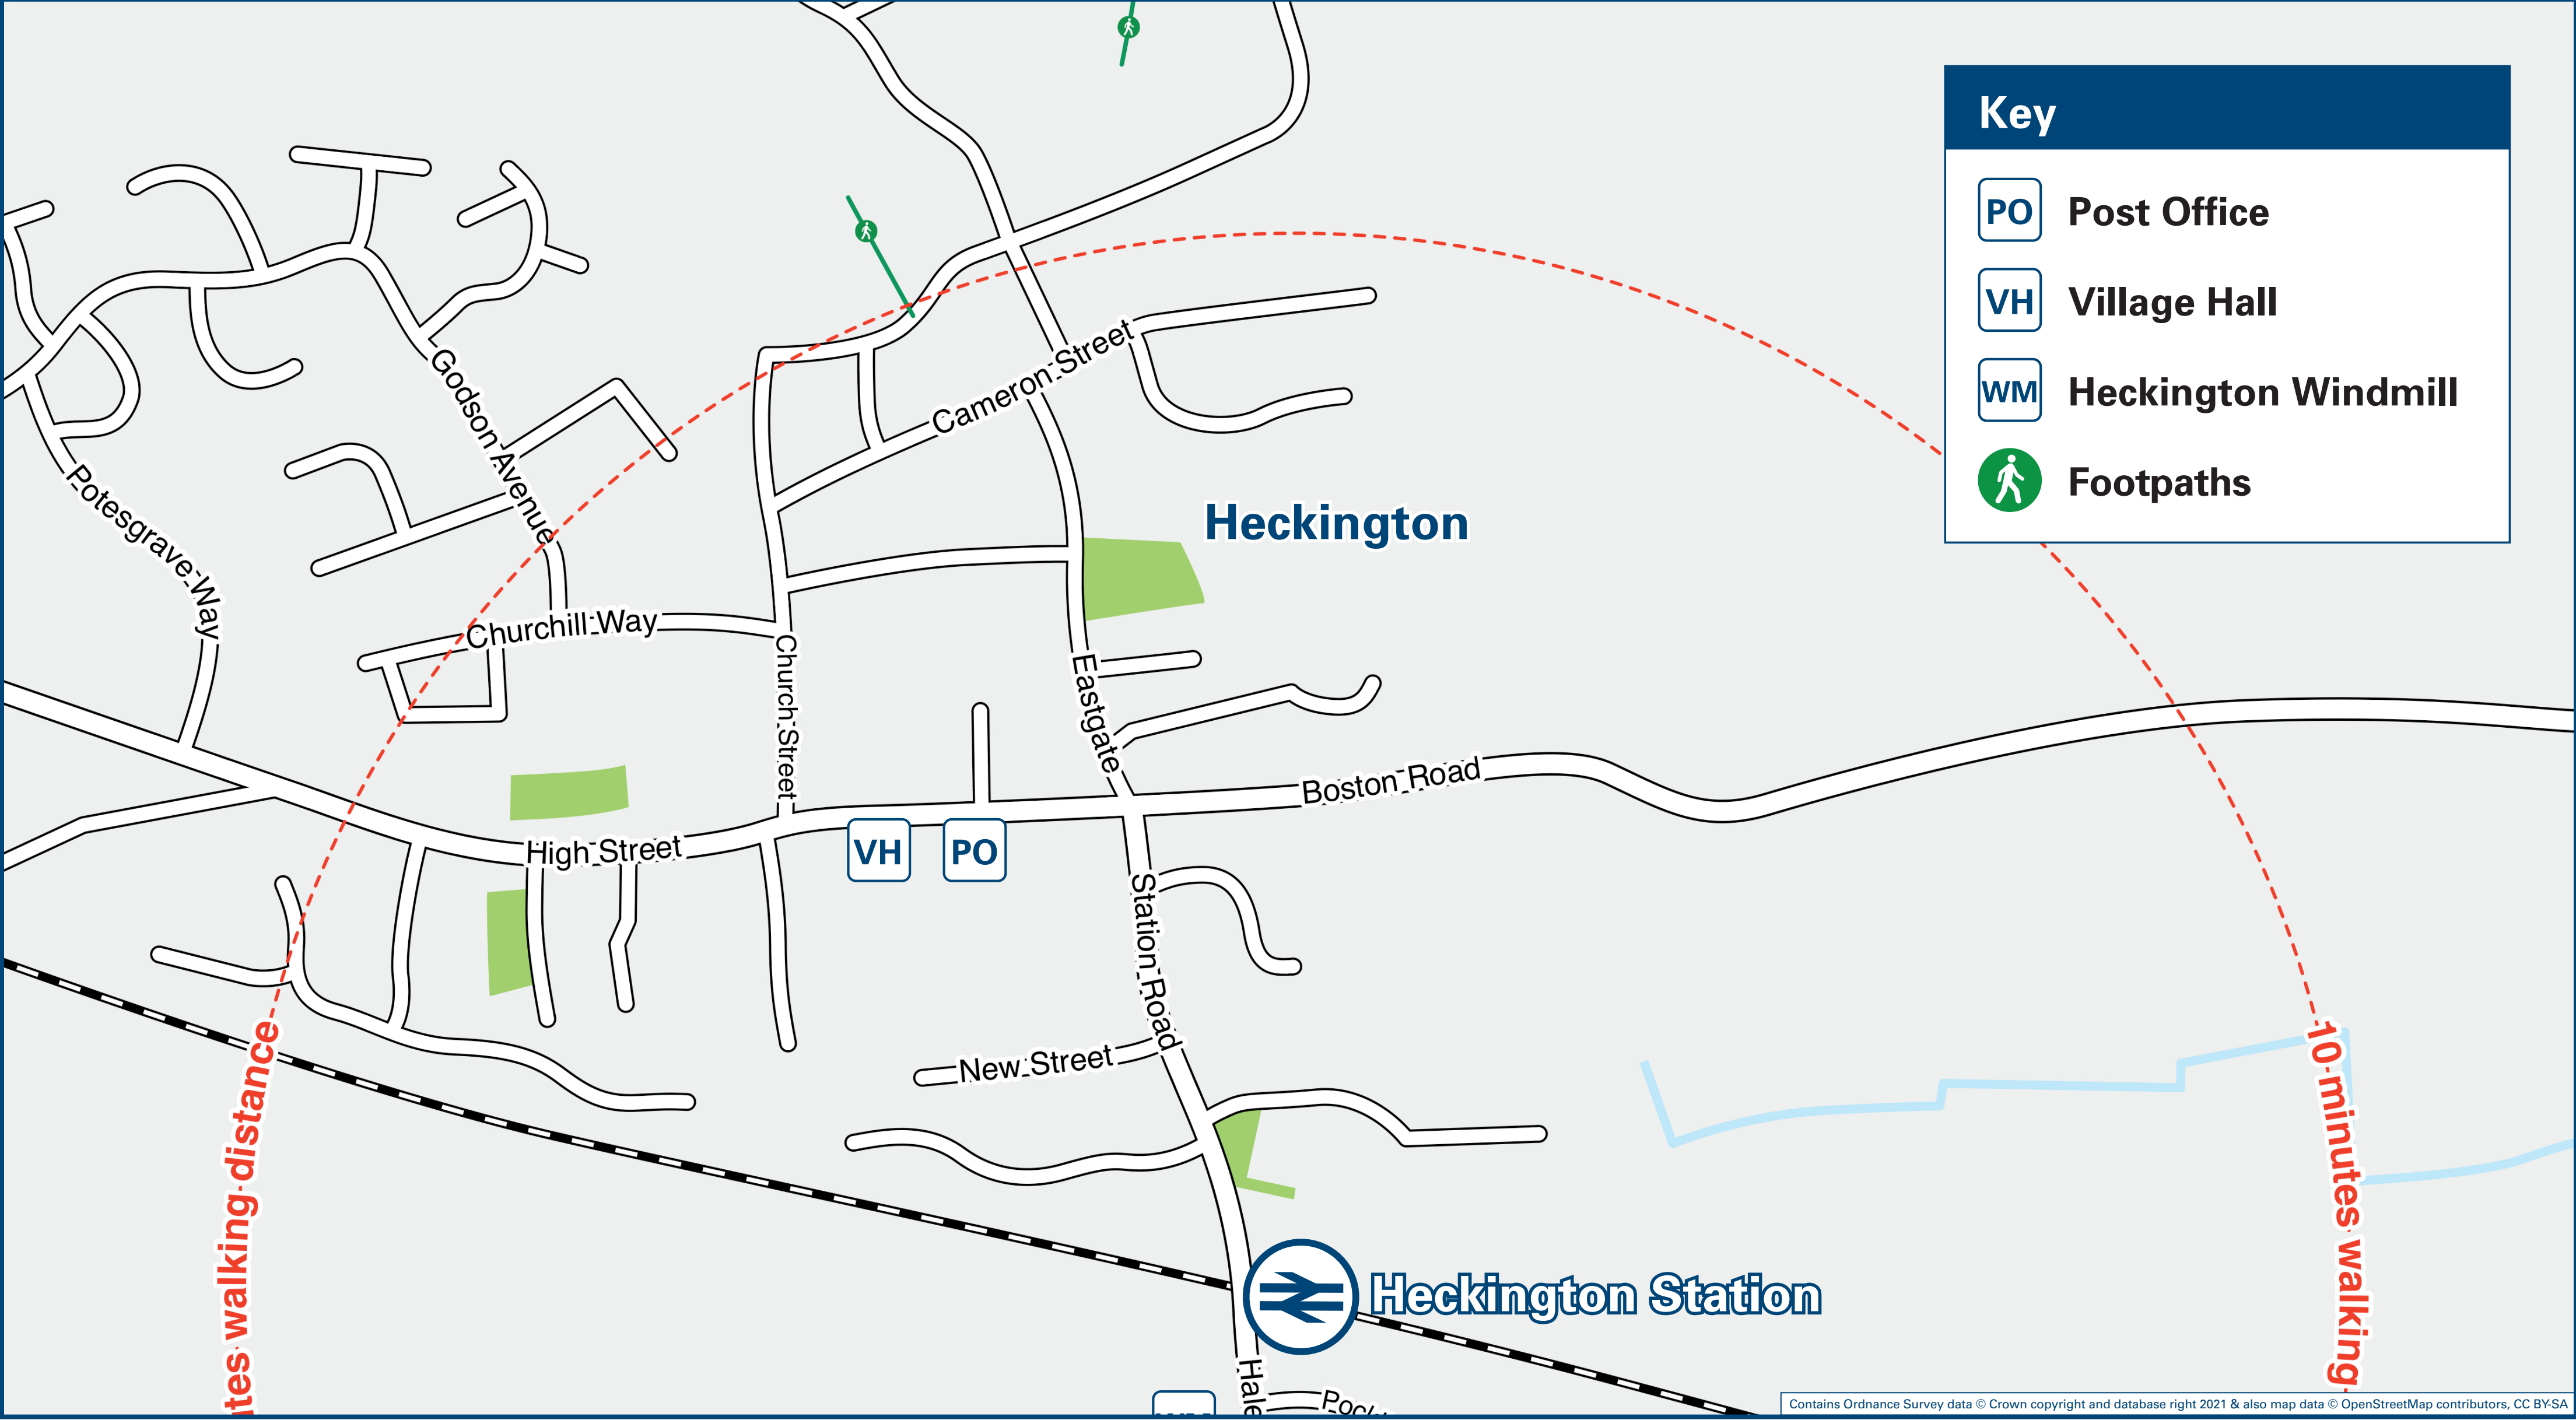 Key
PO Post Office
VH Village Hall
WM Heckington Windmill
Footpaths
Godson Avenue
Cameron Street
Potesgrave Way
Heckington
Churchill Way
Church Street
Eastgate
Boston Road
High Street
VH
PO
Station Road
New Street
tes walking distance
10 minutes walking
Heckington Station
Hale
Contains Ordnance Survey data © Crown copyright and database right 2021 & also map data © OpenStreetMap contributors, CC BY-SA